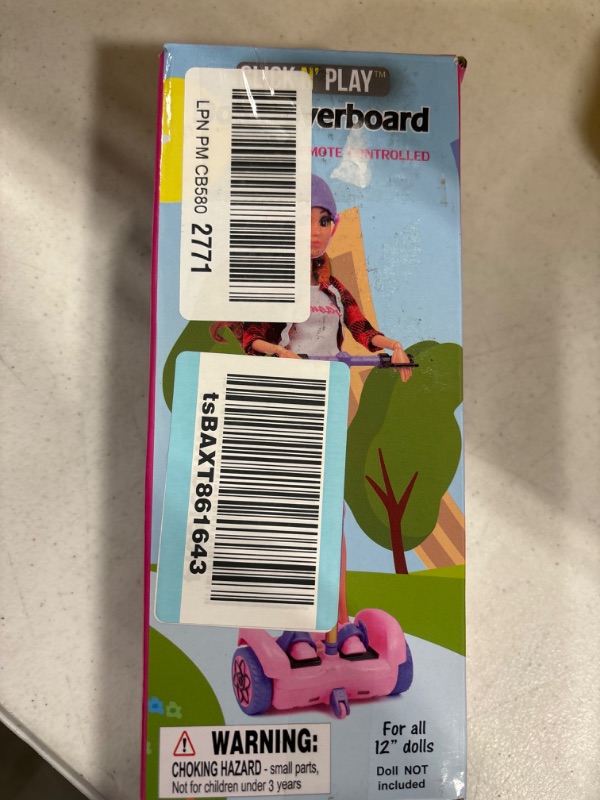 CLICK N' PLAY™
verboard
MOTE CONTROLLED
LPN PM CB580 2771
tsBAXT861643
WARNING:
CHOKING HAZARD - small parts,
Not for children under 3 years
For all
12" dolls
Doll NOT
included